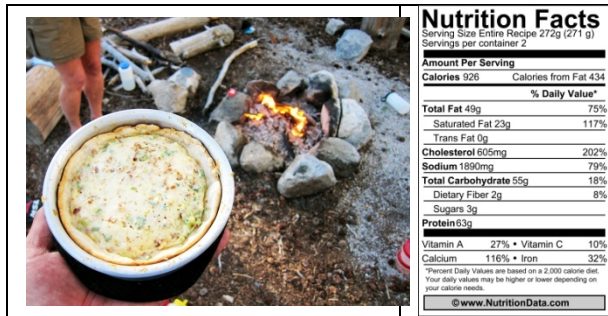 Nutrition Facts
Serving Size Entire Recipe 272g (271 g)
Servings per container 2
Amount Per Serving
Calories 926 Calories from Fat 434
% Daily Value*
Total Fat 49g 75%
Saturated Fat 23g 117%
Trans Fat 0g
Cholesterol 605mg 202%
Sodium 1890mg 79%
Total Carbohydrate 55g 18%
Dietary Fiber 2g 8%
Sugars 3g
Protein 63g
Vitamin A 27% • Vitamin C 10%
Calcium 116% • Iron 32%
*Percent Daily Values are based on a 2,000 calorie diet.
Your daily values may be higher or lower depending on
your calorie needs.
©www.NutritionData.com